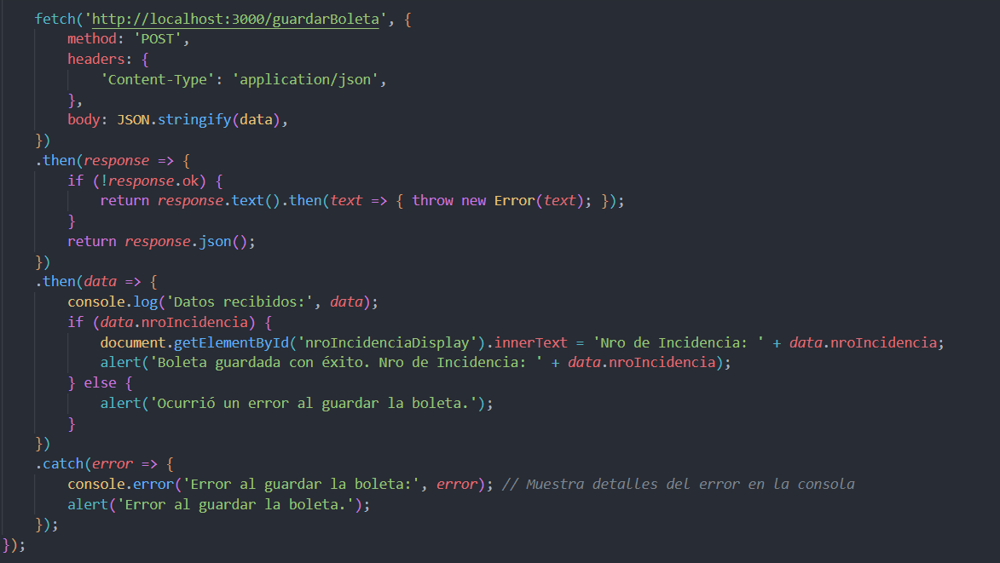 fetch('http://localhost:3000/guardarBoleta', {
    method: 'POST',
    headers: {
        'Content-Type': 'application/json',
    },
    body: JSON.stringify(data),
})
.then(response => {
    if (!response.ok) {
        return response.text().then(text => { throw new Error(text); });
    }
    return response.json();
})
.then(data => {
    console.log('Datos recibidos:', data);
    if (data.nroIncidencia) {
        document.getElementById('nroIncidenciaDisplay').innerText = 'Nro de Incidencia: ' + data.nroIncidencia;
        alert('Boleta guardada con éxito. Nro de Incidencia: ' + data.nroIncidencia);
    } else {
        alert('Ocurrió un error al guardar la boleta.');
    }
})
.catch(error => {
    console.error('Error al guardar la boleta:', error); // Muestra detalles del error en la consola
    alert('Error al guardar la boleta.');
});
});